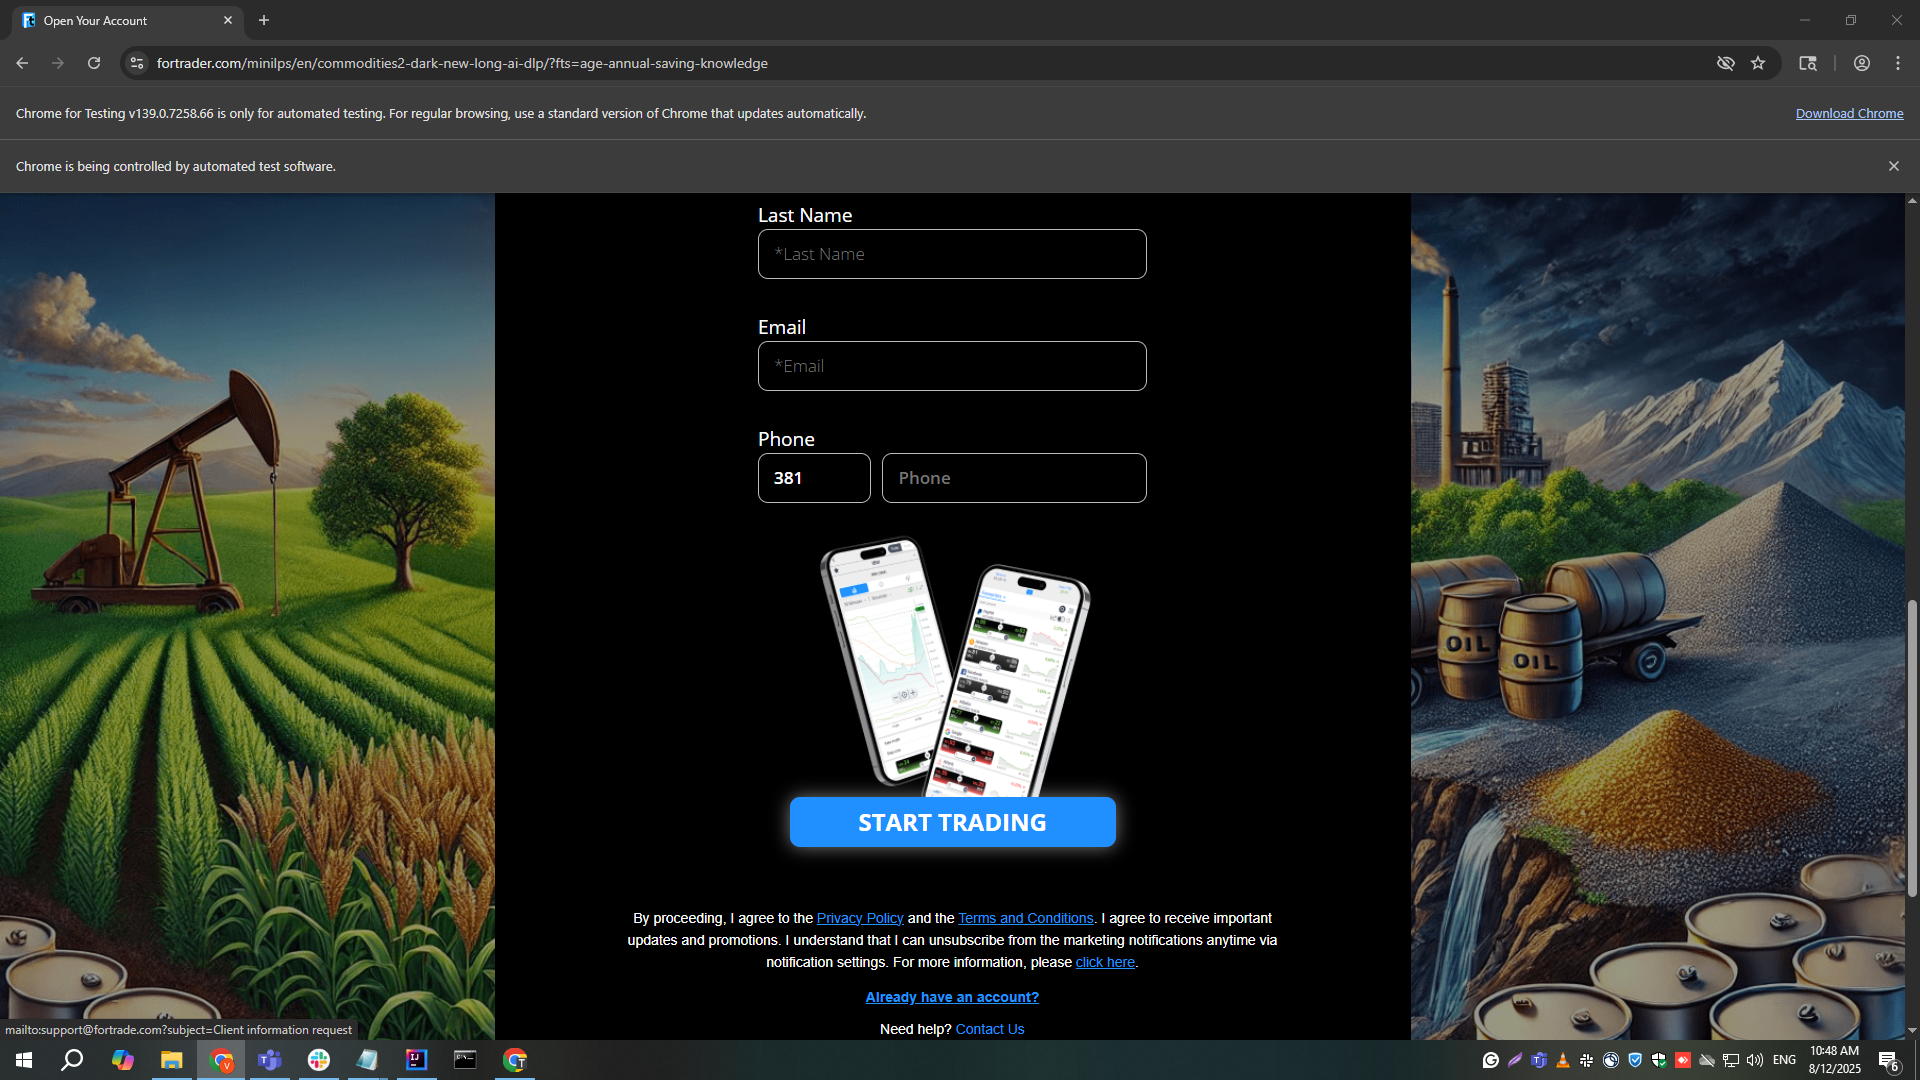 Open Your Account
fortrader.com/minilps/en/commodities2-dark-new-long-ai-dlp/?fts=age-annual-saving-knowledge
Chrome for Testing v139.0.7258.66 is only for automated testing. For regular browsing, use a standard version of Chrome that updates automatically.
Download Chrome
Chrome is being controlled by automated test software.
Last Name
*Last Name
Email
*Email
Phone
381
Phone
OIL
OIL
START TRADING
By proceeding, I agree to the Privacy Policy and the Terms and Conditions. I agree to receive important
updates and promotions. I understand that I can unsubscribe from the marketing notifications anytime via
notification settings. For more information, please click here.
Already have an account?
Need help? Contact Us
mailto:support@fortrade.com?subject=Client information request
ENG
10:48 AM
8/12/2025
6